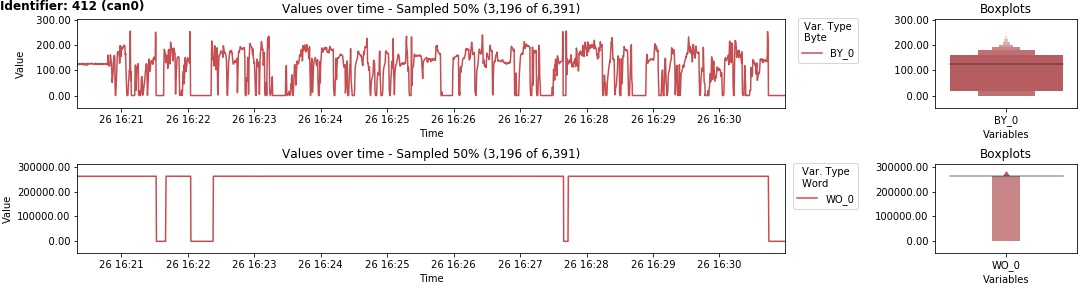 Identifier: 412 (can0)
Values over time - Sampled 50% (3,196 of 6,391)
Boxplots
300.00
200.00
100.00
0.00
Value
26 16:21 26 16:22 26 16:23 26 16:24 26 16:25 26 16:26 26 16:27 26 16:28 26 16:29 26 16:30
Time
Var. Type
Byte
BY_0
300.00
200.00
100.00
0.00
BY_0
Variables
Values over time - Sampled 50% (3,196 of 6,391)
Boxplots
300000.00
200000.00
100000.00
0.00
Value
26 16:21 26 16:22 26 16:23 26 16:24 26 16:25 26 16:26 26 16:27 26 16:28 26 16:29 26 16:30
Time
Var. Type
Word
WO_0
300000.00
200000.00
100000.00
0.00
WO_0
Variables